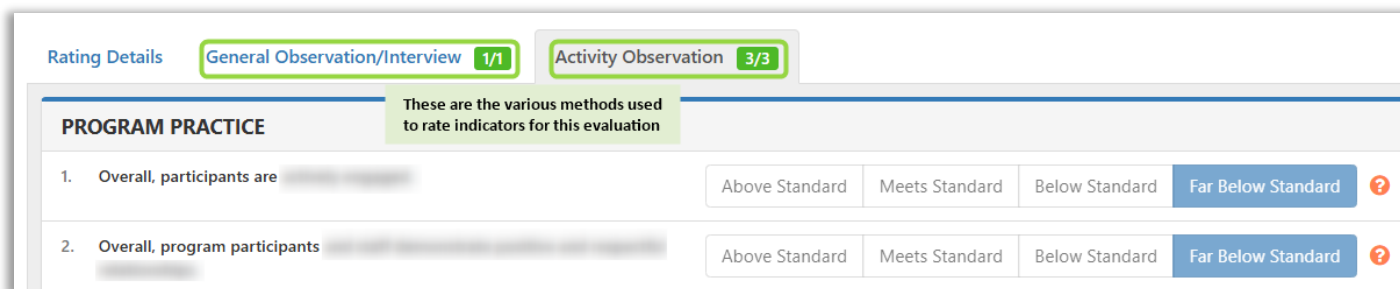 Rating Details General Observation/Interview 1/1 Activity Observation 3/3
These are the various methods used
to rate indicators for this evaluation
PROGRAM PRACTICE
1. Overall, participants are
Above Standard Meets Standard Below Standard Far Below Standard ?
2. Overall, program participants
Above Standard Meets Standard Below Standard Far Below Standard ?